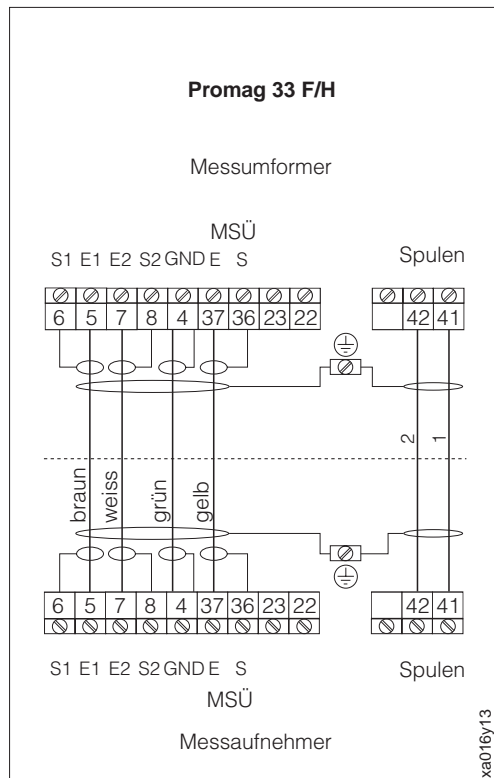 Promag 33 F/H
Messumformer
MSÜ
S1 E1 E2 S2 GND E S
Spulen
6 5 7 8 4 37 36 23 22
42 41
2 1
braun weiss grün gelb
6 5 7 8 4 37 36 23 22
42 41
S1 E1 E2 S2 GND E S
Spulen
MSÜ
Messaufnehmer
xa016y13